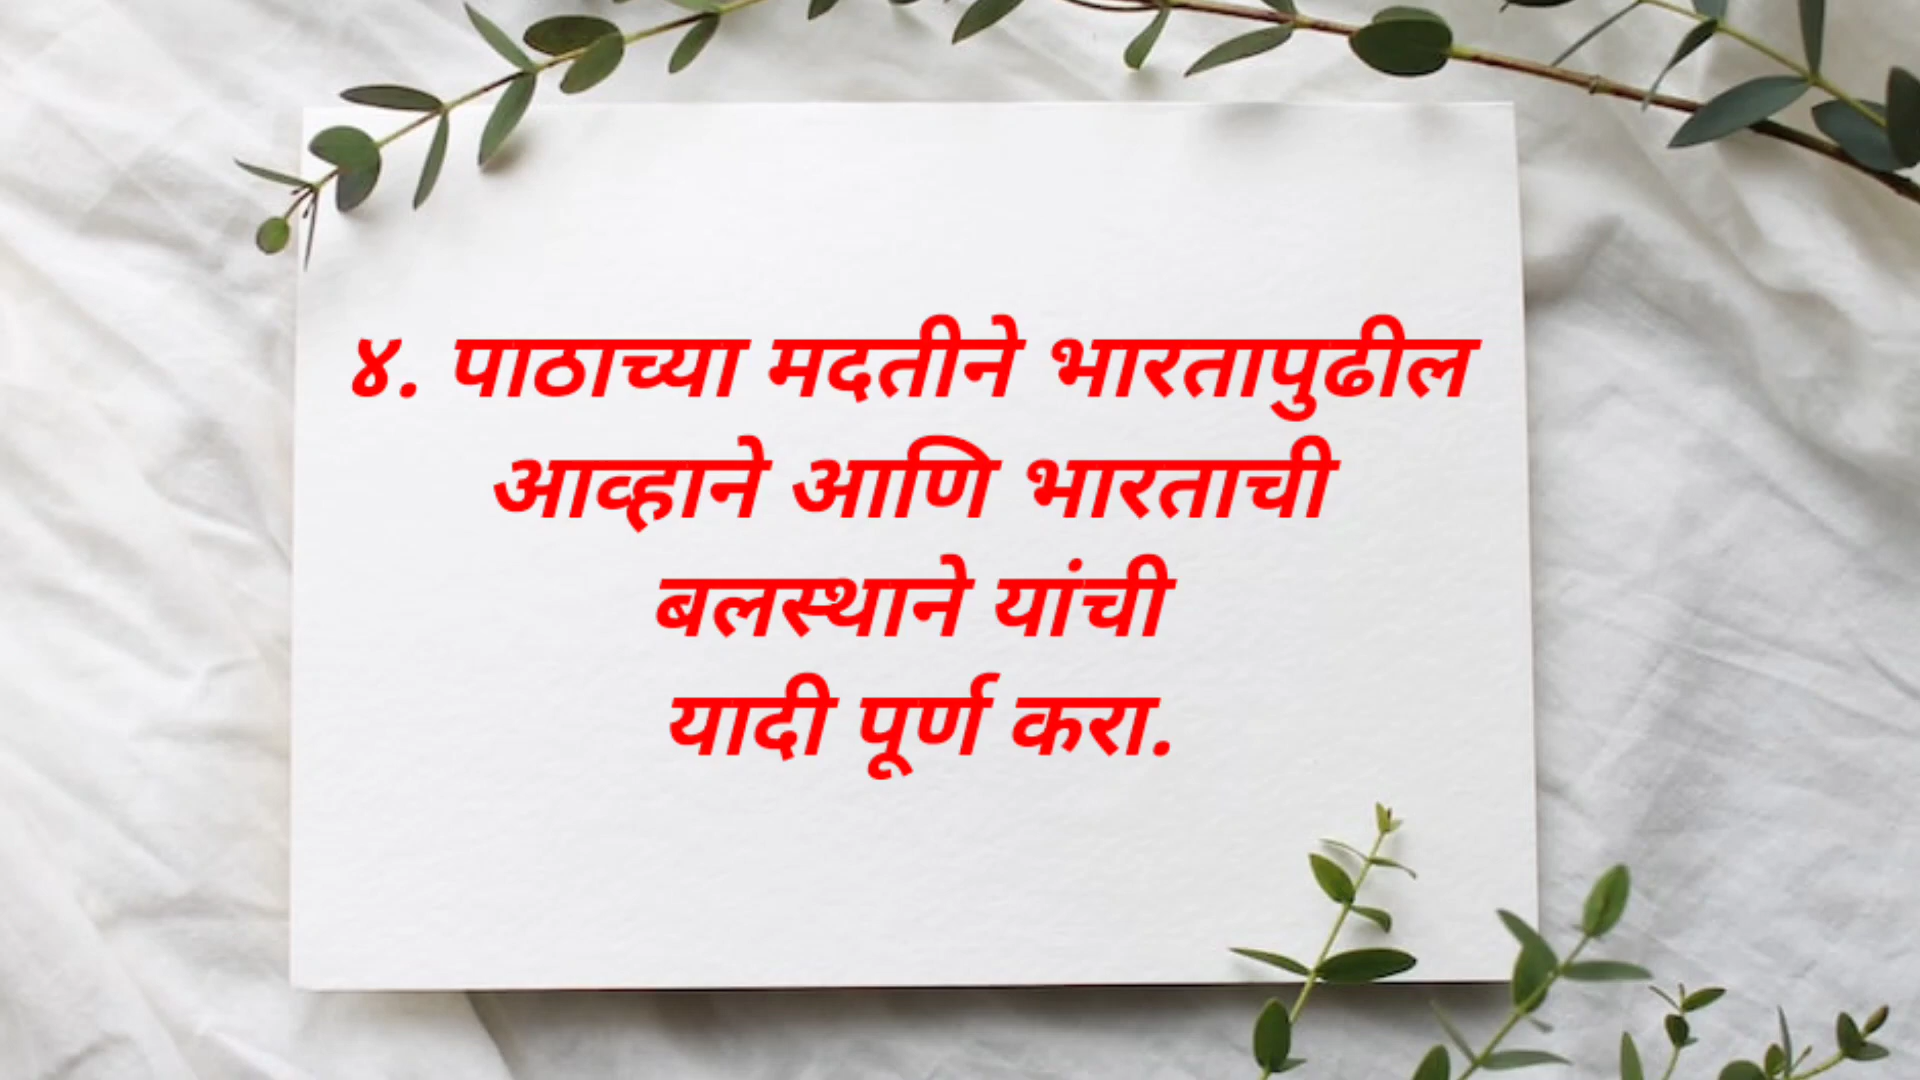 ४. पाठाच्या मदतीने भारतापुढील
आव्हाने आणि भारताची
बलस्थाने यांची
यादी पूर्ण करा.